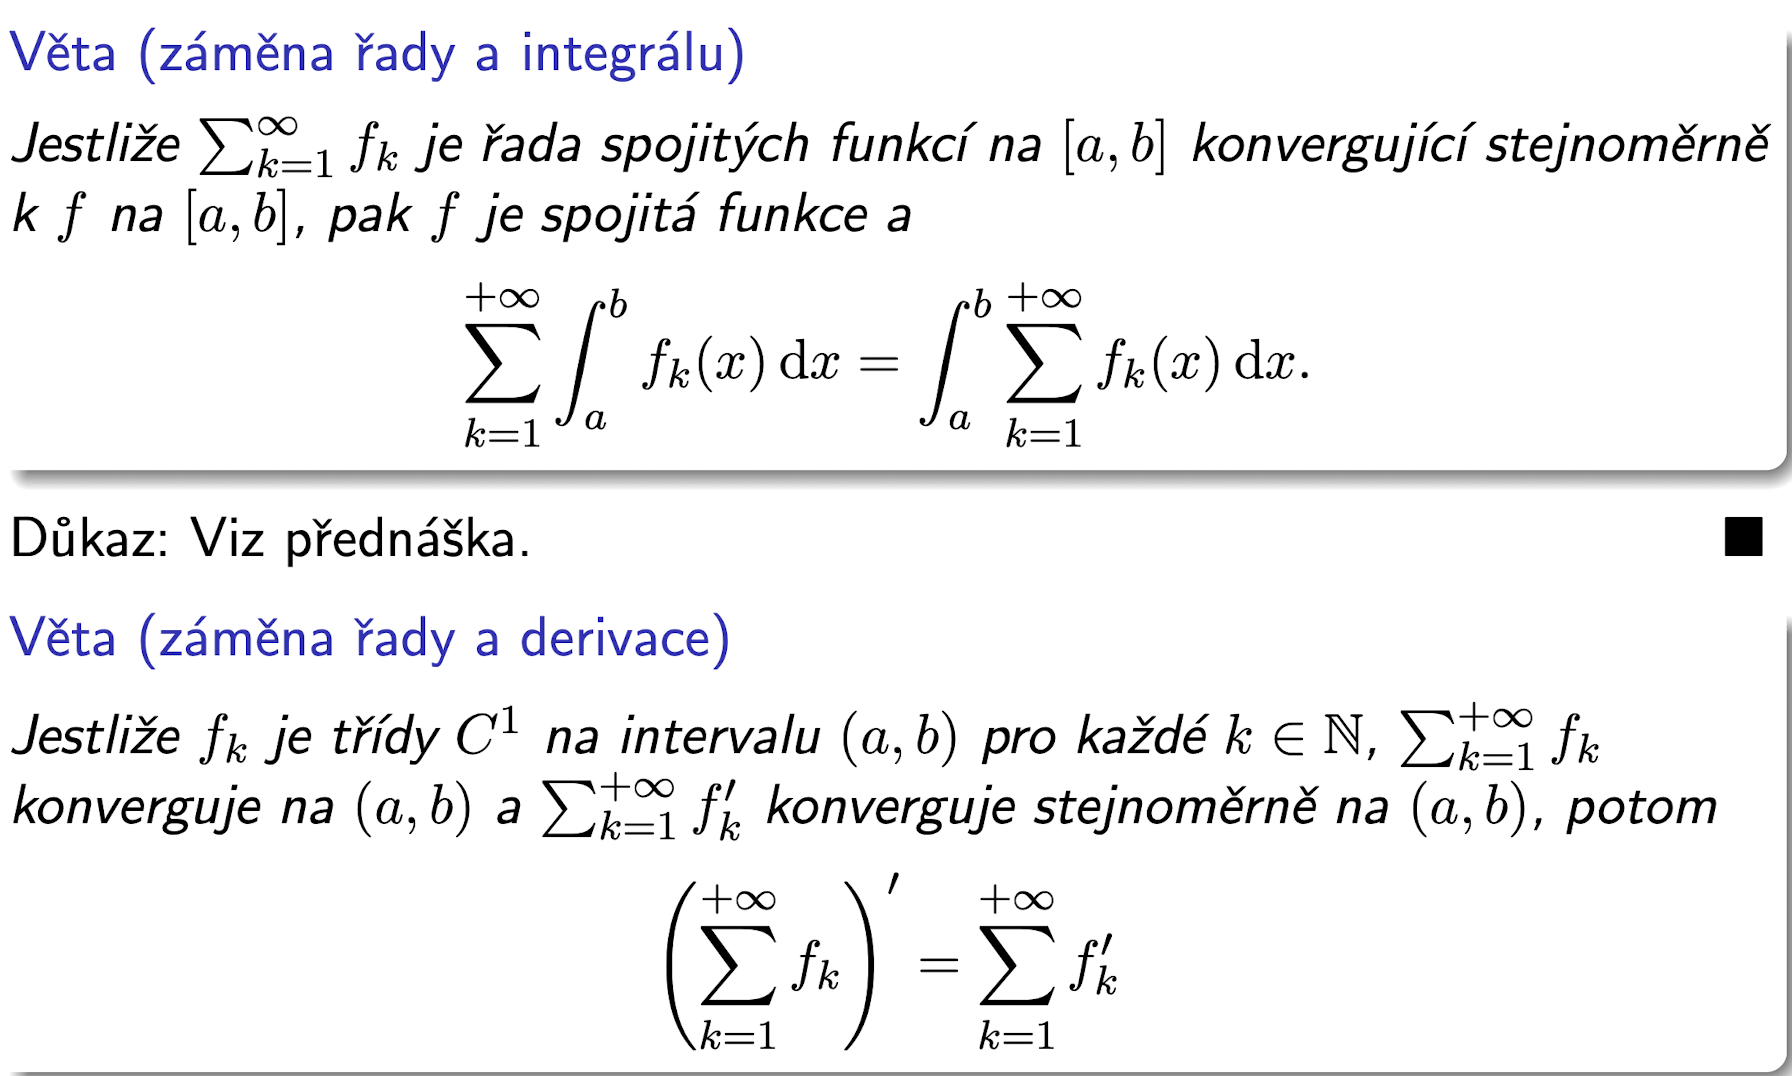 Věta (záměna řady a integrálu)
Jestliže $\sum_{k=1}^{\infty} f_k$ je řada spojitých funkcí na $[a, b]$ konvergující stejnoměrně
k $f$ na $[a, b]$, pak $f$ je spojitá funkce a
$$\sum_{k=1}^{+\infty} \int_a^b f_k(x)\,\mathrm{d}x = \int_a^b \sum_{k=1}^{+\infty} f_k(x)\,\mathrm{d}x.$$
Důkaz: Viz přednáška. ■
Věta (záměna řady a derivace)
Jestliže $f_k$ je třídy $C^1$ na intervalu $(a, b)$ pro každé $k \in \mathbb{N}$, $\sum_{k=1}^{+\infty} f_k$
konverguje na $(a, b)$ a $\sum_{k=1}^{+\infty} f_k'$ konverguje stejnoměrně na $(a, b)$, potom
$$\left(\sum_{k=1}^{+\infty} f_k\right)' = \sum_{k=1}^{+\infty} f_k'$$